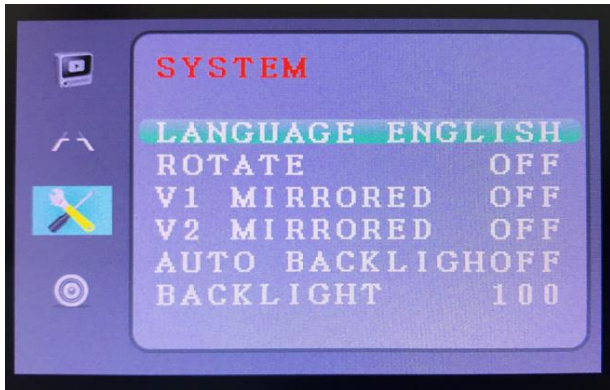 SYSTEM
LANGUAGE ENGLISH
ROTATE OFF
V1 MIRRORED OFF
V2 MIRRORED OFF
AUTO BACKLIGHOFF
BACKLIGHT 100